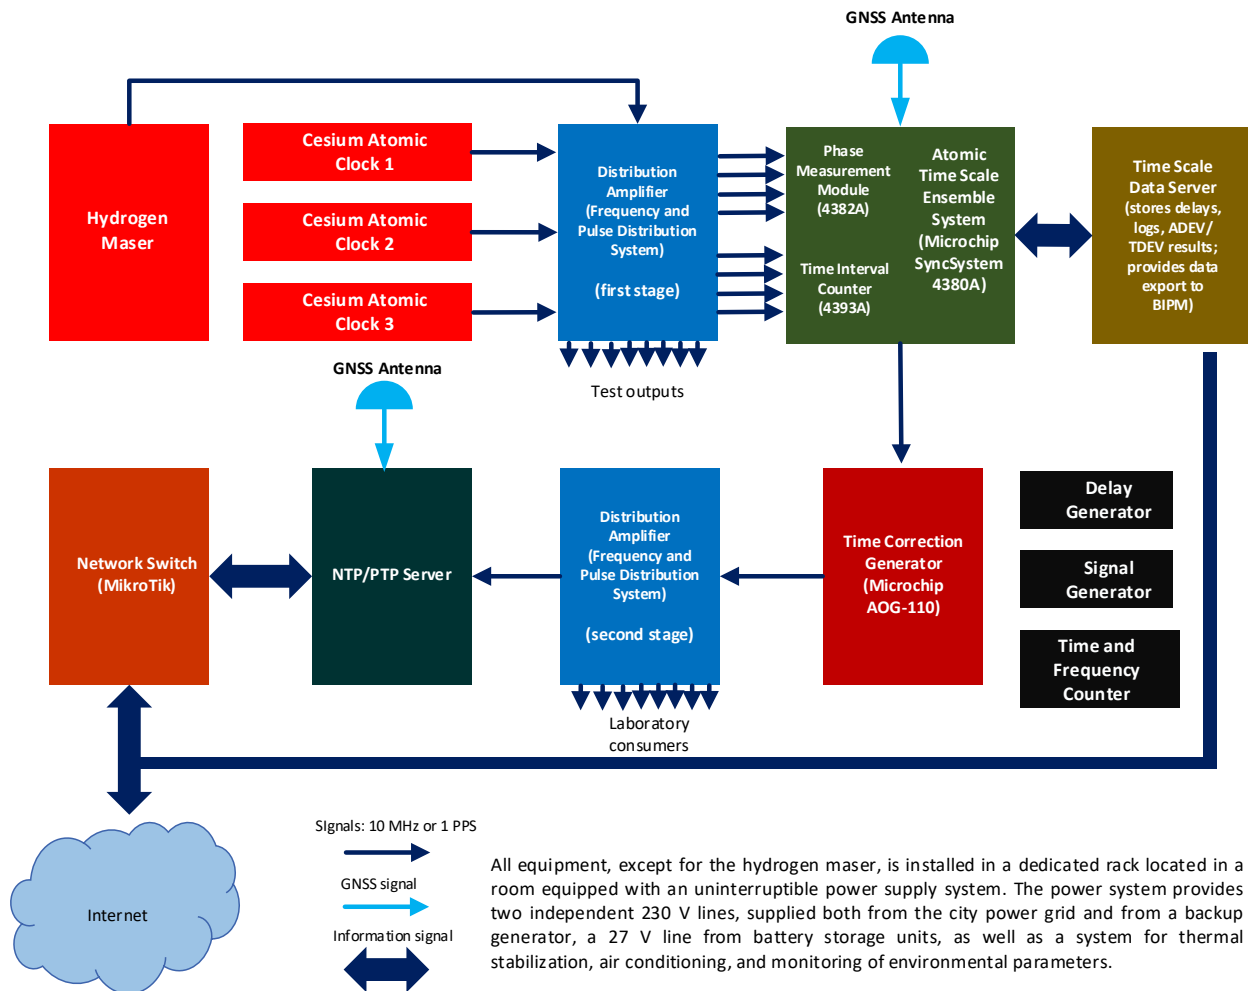 GNSS Antenna
Hydrogen
Maser
Cesium Atomic
Clock 1
Cesium Atomic
Clock 2
Cesium Atomic
Clock 3
Distribution
Amplifier
(Frequency and
Pulse Distribution
System)
(first stage)
Phase
Measurement
Module
(4382A)
Time Interval
Counter
(4393A)
Atomic
Time Scale
Ensemble
System
(Microchip
SyncSystem
4380A)
Time Scale
Data Server
(stores delays,
logs, ADEV/
TDEV results;
provides data
export to
BIPM)
Test outputs
GNSS Antenna
Network Switch
(MikroTik)
NTP/PTP Server
Distribution
Amplifier
(Frequency and
Pulse Distribution
System)
(second stage)
Time Correction
Generator
(Microchip
AOG-110)
Delay
Generator
Signal
Generator
Time and
Frequency
Counter
Laboratory
consumers
Internet
SIgnals: 10 MHz or 1 PPS
GNSS signal
Information signal
All equipment, except for the hydrogen maser, is installed in a dedicated rack located in a
room equipped with an uninterruptible power supply system. The power system provides
two independent 230 V lines, supplied both from the city power grid and from a backup
generator, a 27 V line from battery storage units, as well as a system for thermal
stabilization, air conditioning, and monitoring of environmental parameters.